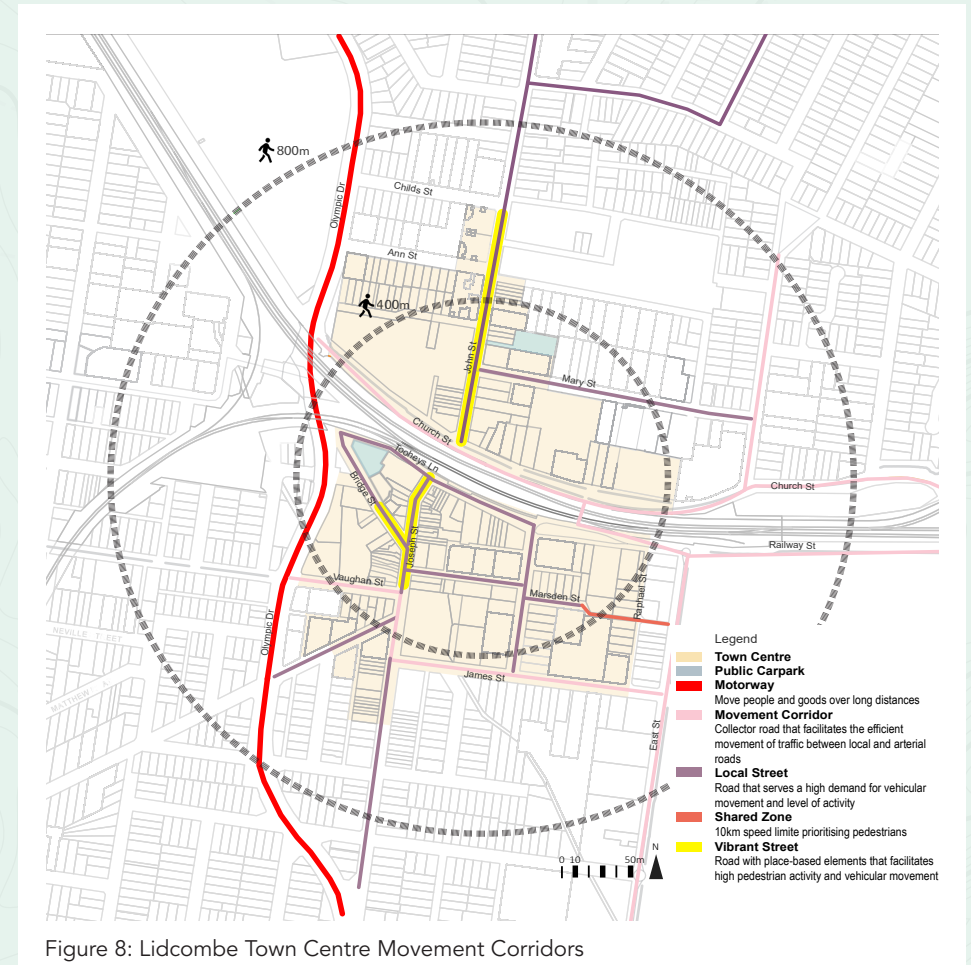 800m
Olympic Dr
Childs St
Ann St
400m
John St
Mary St
Church St
Tooheys Ln
Bridge St
Joseph St
Church St
Railway St
Vaughan St
Marsden St
Raphael St
Olympic Dr
James St
East St
Legend
Town Centre
Public Carpark
Motorway
Move people and goods over long distances
Movement Corridor
Collector road that facilitates the efficient
movement of traffic between local and arterial
roads
Local Street
Road that serves a high demand for vehicular
movement and level of activity
Shared Zone
10km speed limite prioritising pedestrians
Vibrant Street
Road with place-based elements that facilitates
high pedestrian activity and vehicular movement
0 10 50m
N
Figure 8: Lidcombe Town Centre Movement Corridors